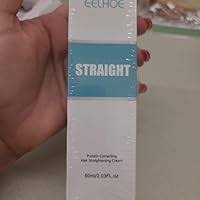 EELHOE
STRAIGHT
Protein Correcting
Hair Straightening Cream
60ml/2.03FL.oz